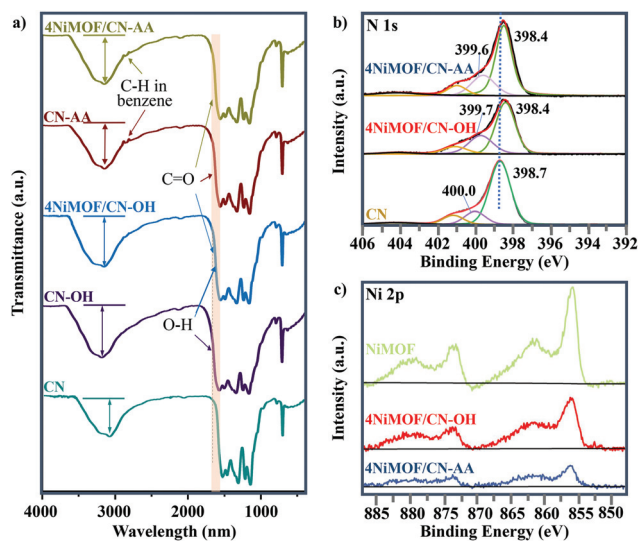 a)
4NiMOF/CN-AA
C-H in
benzene
CN-AA
C=O
4NiMOF/CN-OH
CN-OH
O-H
CN
Transmittance (a.u.)
4000 3000 2000 1000
Wavelength (nm)
b)
N 1s
399.6
398.4
4NiMOF/CN-AA
399.7
398.4
4NiMOF/CN-OH
400.0
398.7
CN
Intensity (a.u.)
406 404 402 400 398 396 394 392
Binding Energy (eV)
c)
Ni 2p
NiMOF
4NiMOF/CN-OH
4NiMOF/CN-AA
Intensity (a.u.)
885 880 875 870 865 860 855 850
Binding Energy (eV)